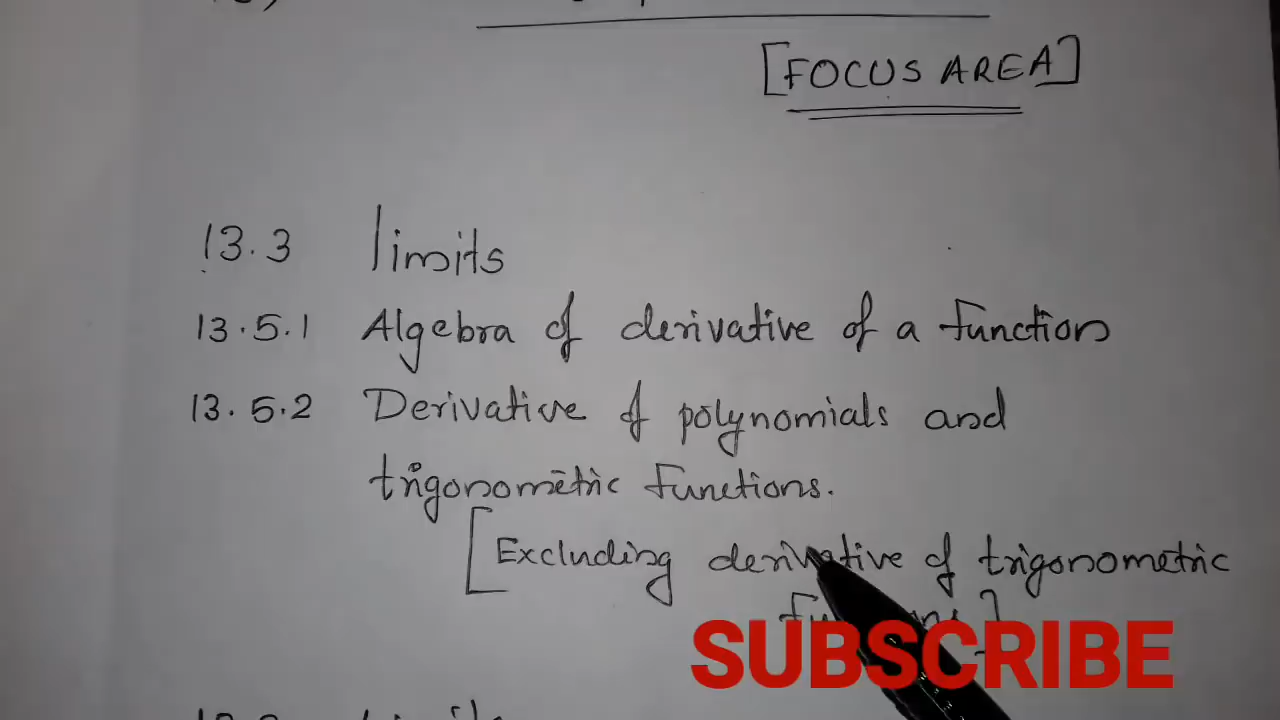 [FOCUS AREA]
13.3 limits
13.5.1 Algebra of derivative of a function
13.5.2 Derivative of polynomials and
trigonometric functions.
[Excluding derivative of trigonometric
SUBSCRIBE